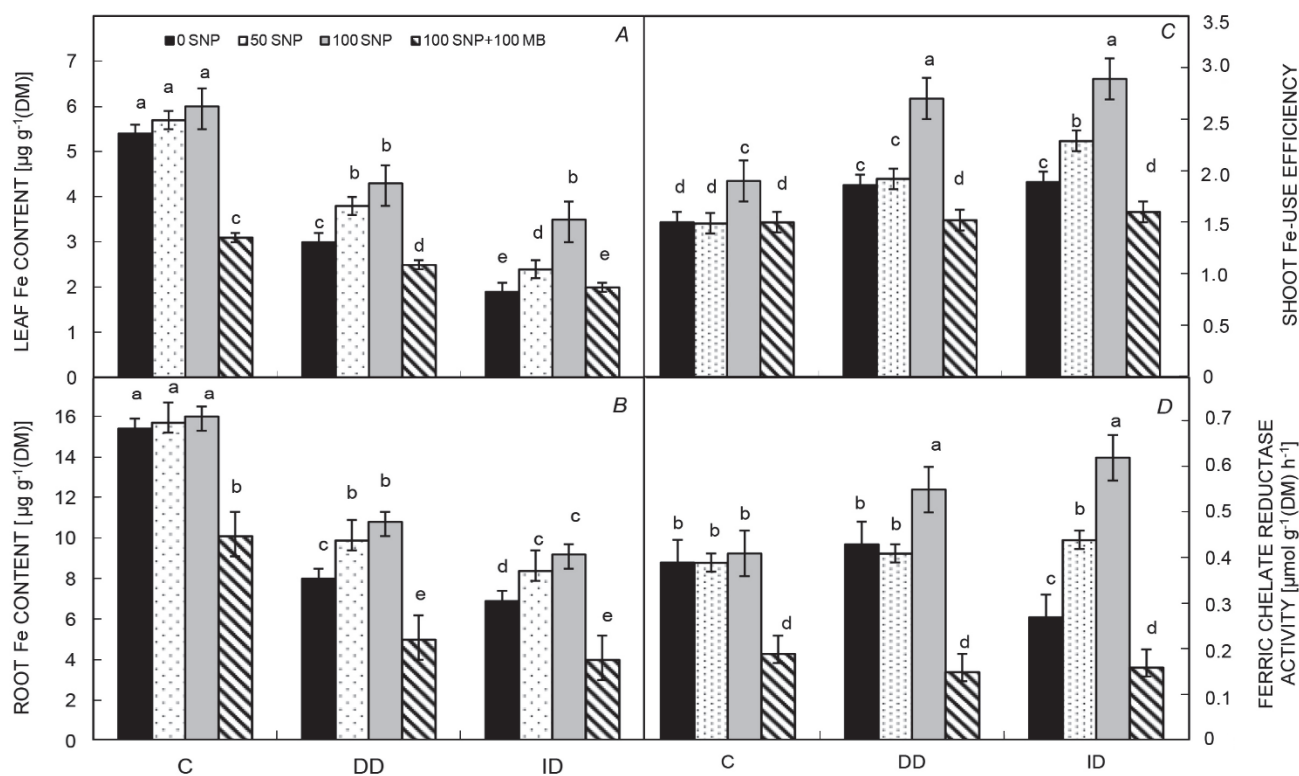 0 SNP 50 SNP 100 SNP 100 SNP+100 MB
A
LEAF Fe CONTENT [µg g-1(DM)]
7
6
5
4
3
2
1
0
a a a c
c b b d
e d b e
C
SHOOT Fe-USE EFFICIENCY
3.5
3.0
2.5
2.0
1.5
1.0
0.5
0
d d c d
c c a d
c b a d
B
ROOT Fe CONTENT [µg g-1(DM)]
16
14
12
10
8
6
4
2
0
a a a b
c b b e
d c c e
C DD ID
D
FERRIC CHELATE REDUCTASE
ACTIVITY [µmol g-1(DM) h-1]
0.7
0.6
0.5
0.4
0.3
0.2
0.1
0
b b b d
b b a d
c b a d
C DD ID